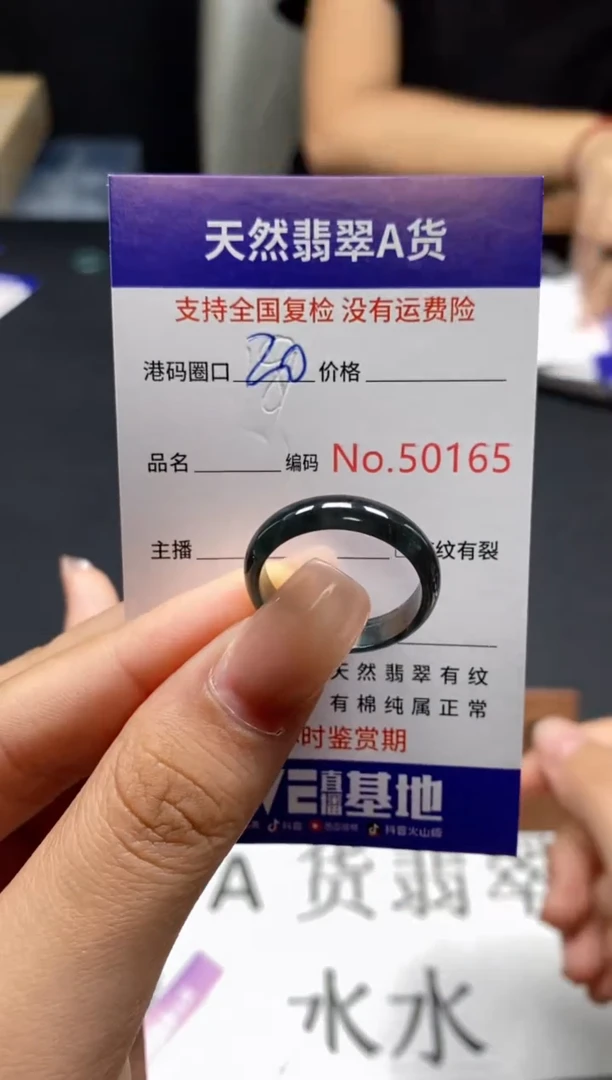 天然翡翠A货
支持全国复检 没有运费险
港码圈口 20 价格
品名 编码 No.50165
主播 纹有裂
天然翡翠有纹
有棉纯属正常
时鉴赏期
VE直播基地
抖音 抖音火山版
A货翡翠
水水